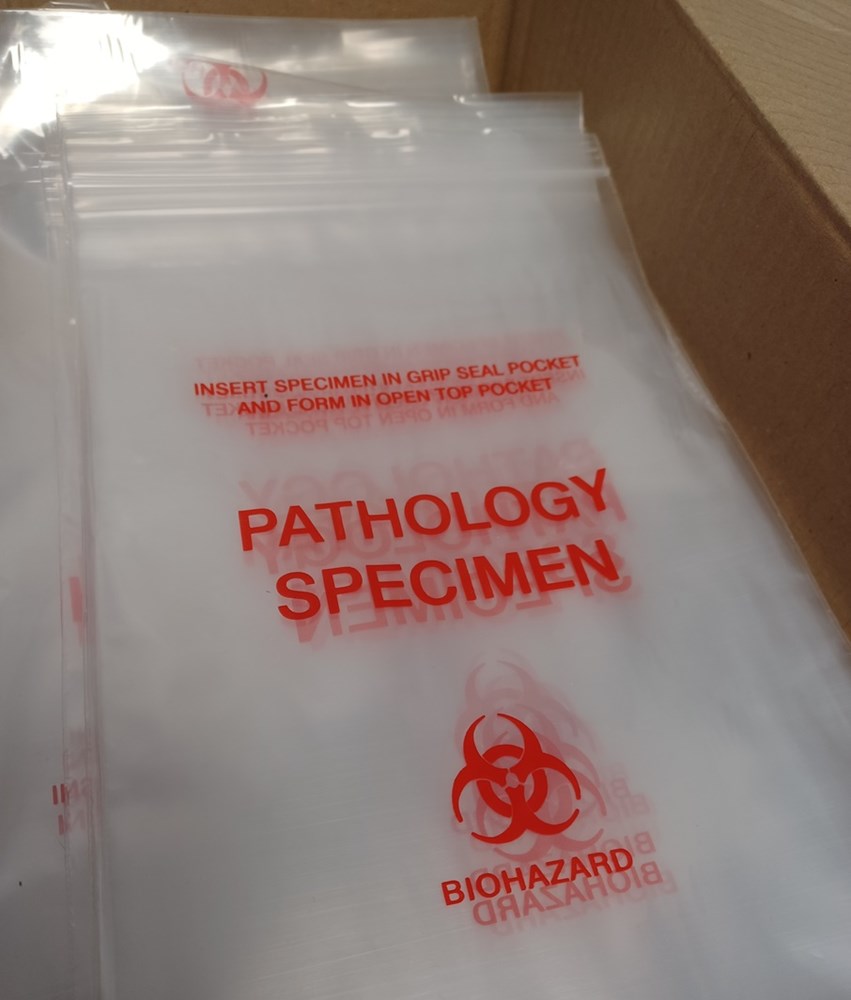 INSERT SPECIMEN IN GRIP SEAL POCKET
AND FORM IN OPEN TOP POCKET
PATHOLOGY
SPECIMEN
BIOHAZARD